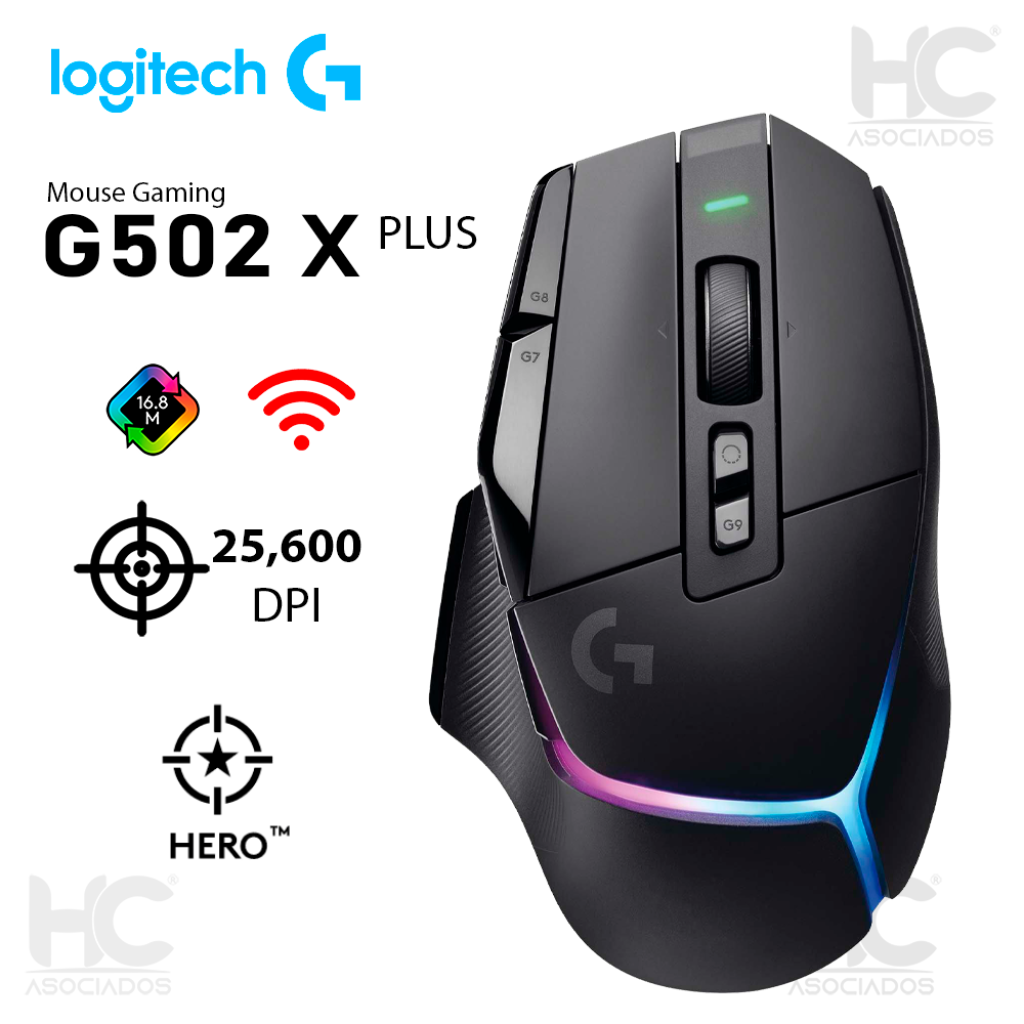 logitech G
HC®
ASOCIADOS
Mouse Gaming
G502 X PLUS
G8
G7
16.8
M
G9
25,600
DPI
G
HERO™
HC®
ASOCIADOS
HC®
ASOCIADOS